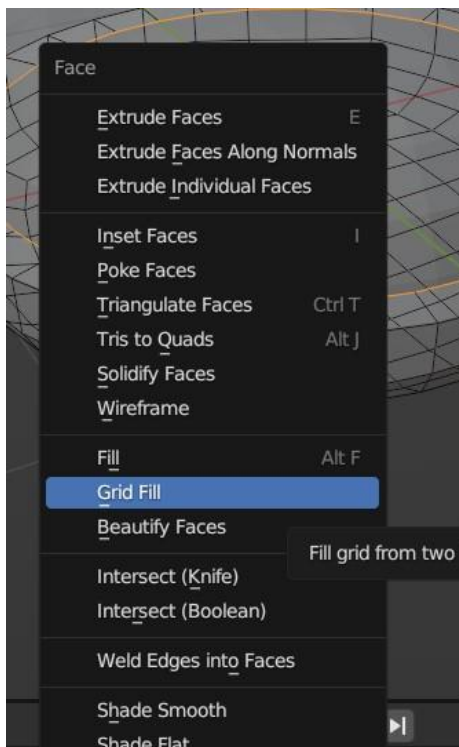 Face
Extrude Faces E
Extrude Faces Along Normals
Extrude Individual Faces
Inset Faces I
Poke Faces
Triangulate Faces Ctrl T
Tris to Quads Alt J
Solidify Faces
Wireframe
Fill Alt F
Grid Fill
Beautify Faces
Fill grid from two
Intersect (Knife)
Intersect (Boolean)
Weld Edges into Faces
Shade Smooth
Shade Flat